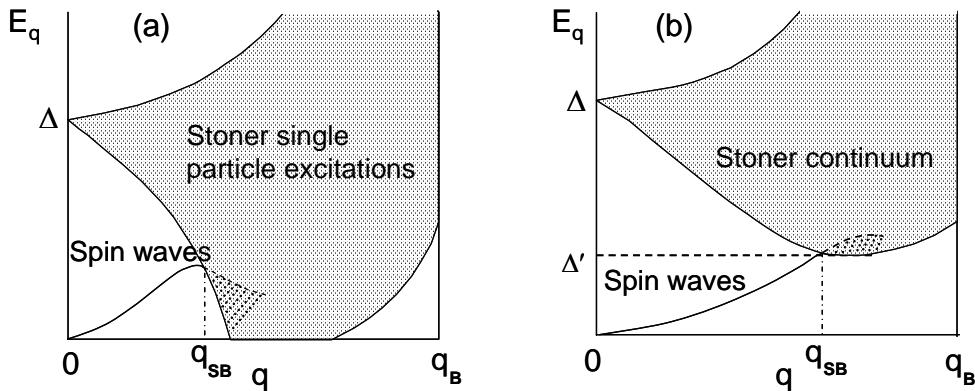 E_q
(a)
Δ
Stoner single
particle excitations
Spin waves
0
q_SB
q
q_B
E_q
(b)
Δ
Stoner continuum
Δ'
Spin waves
0
q
q_SB
q_B